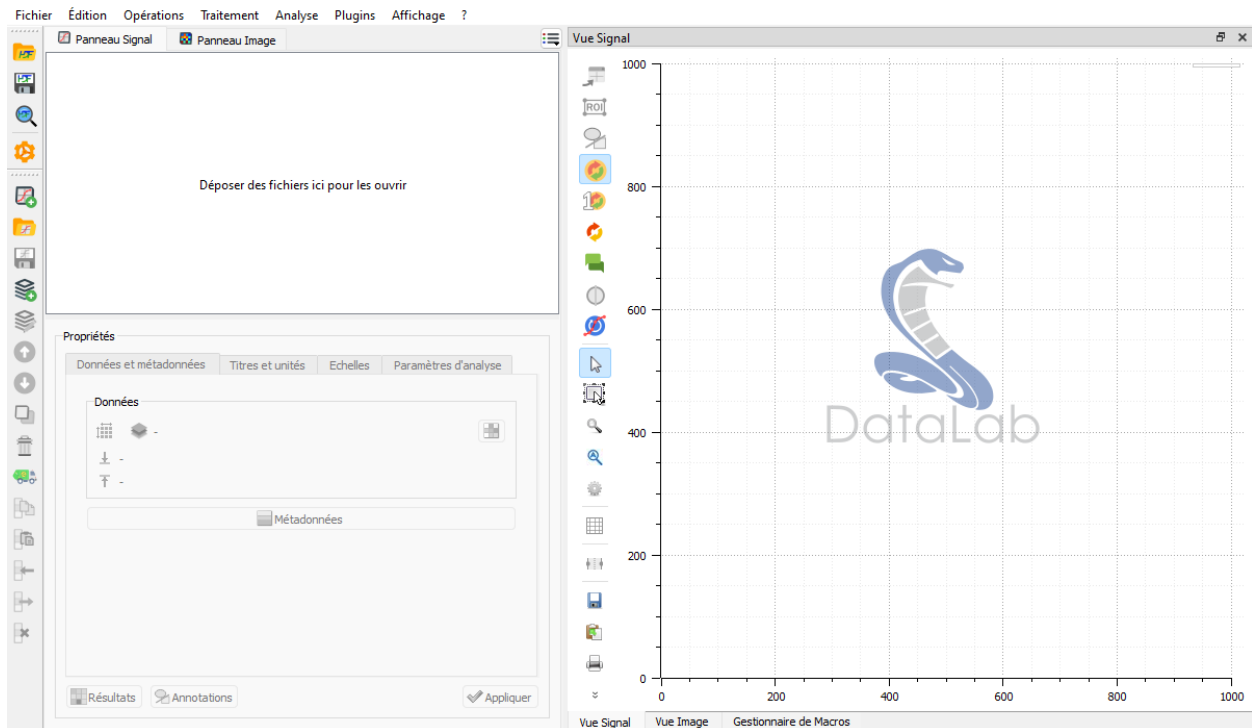 Fichier Édition Opérations Traitement Analyse Plugins Affichage ?
Panneau Signal Panneau Image
Déposer des fichiers ici pour les ouvrir
Propriétés
Données et métadonnées Titres et unités Echelles Paramètres d'analyse
Données
-
-
-
Métadonnées
Résultats Annotations Appliquer
Vue Signal
ROI
1000
800
600
400
200
0
0 200 400 600 800 1000
DataLab
Vue Signal Vue Image Gestionnaire de Macros